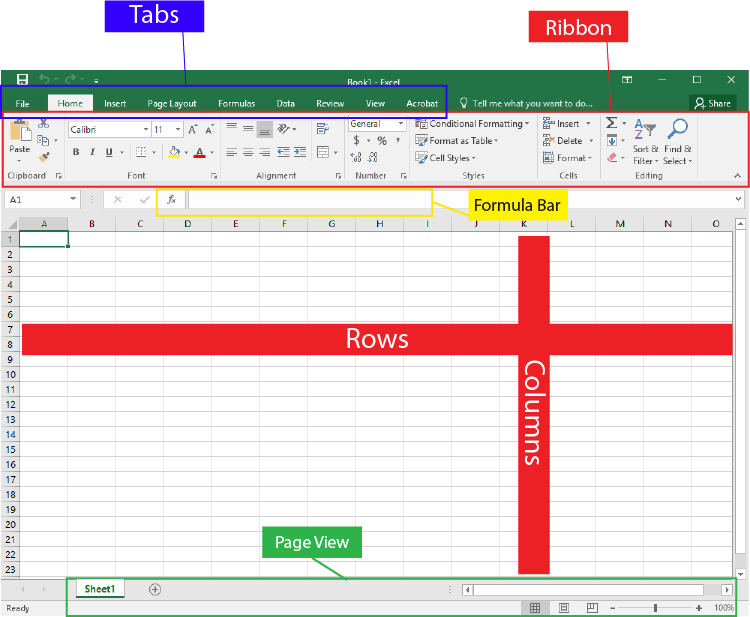 Tabs
Ribbon
Book1 - Excel
File Home Insert Page Layout Formulas Data Review View Acrobat Tell me what you want to do... Share
Calibri 11 General Conditional Formatting Insert
Paste B I U A $ % , Format as Table Delete Sort & Find &
Cell Styles Format Filter Select
Clipboard Font Alignment Number Styles Cells Editing
A1 fx
Formula Bar
A B C D E F G H I J K L M N O
1
2
3
4
5
6
7
Rows
8
9
10
11
12
13
14
15
16
17
18
19
20
21
22
23
Columns
Page View
Sheet1
Ready 100%